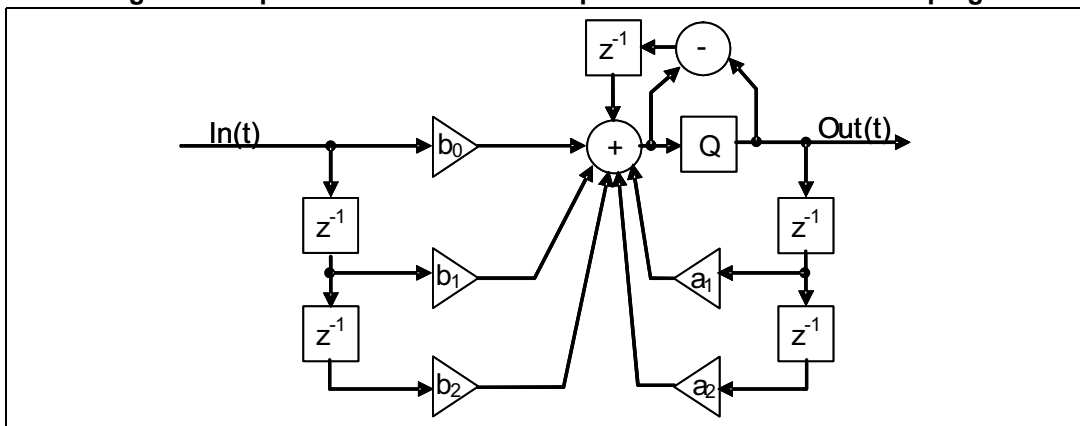 z⁻¹
-
In(t)
b₀
+
Q
Out(t)
z⁻¹
z⁻¹
b₁
a₁
z⁻¹
z⁻¹
b₂
a₂